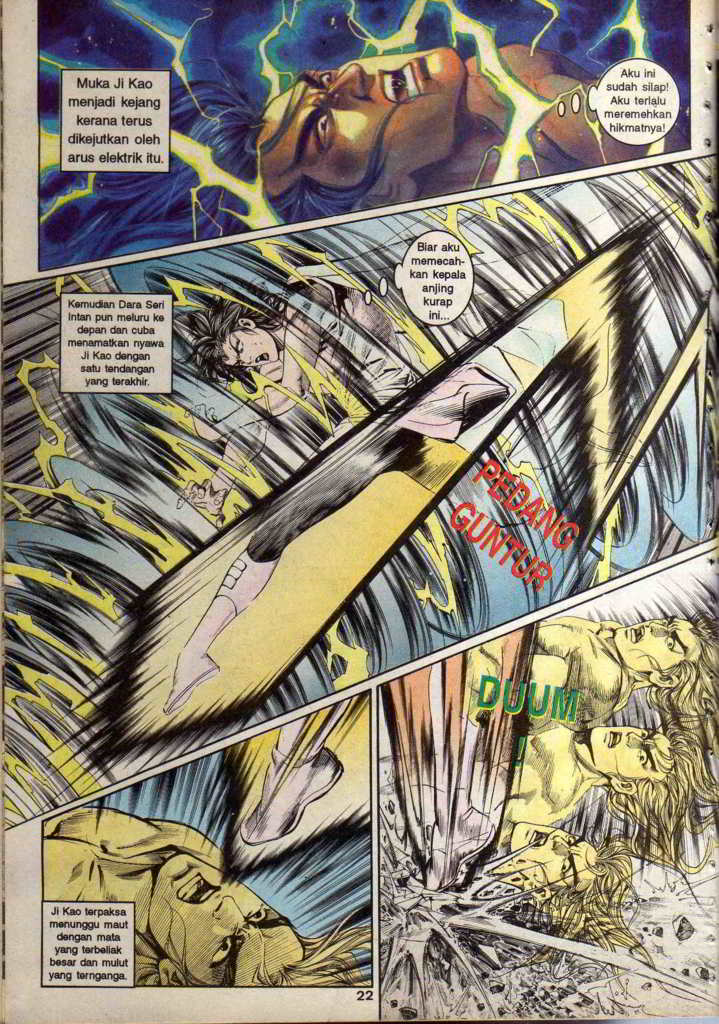 Muka Ji Kao
menjadi kejang
kerana terus
dikejutkan oleh
arus elektrik itu.
Aku ini
sudah silap!
Aku terlalu
meremehkan
hikmatnya!
Biar aku
memecah-
kan kepala
anjing
kurap
ini...
Kemudian Dara Seri
Intan pun meluru ke
depan dan cuba
menamatkan nyawa
Ji Kao dengan
satu tendangan
yang terakhir.
PEDANG
GUNTUR
DUUM
!
Ji Kao terpaksa
menunggu maut
dengan mata
yang terbeliak
besar dan mulut
yang ternganga.
22